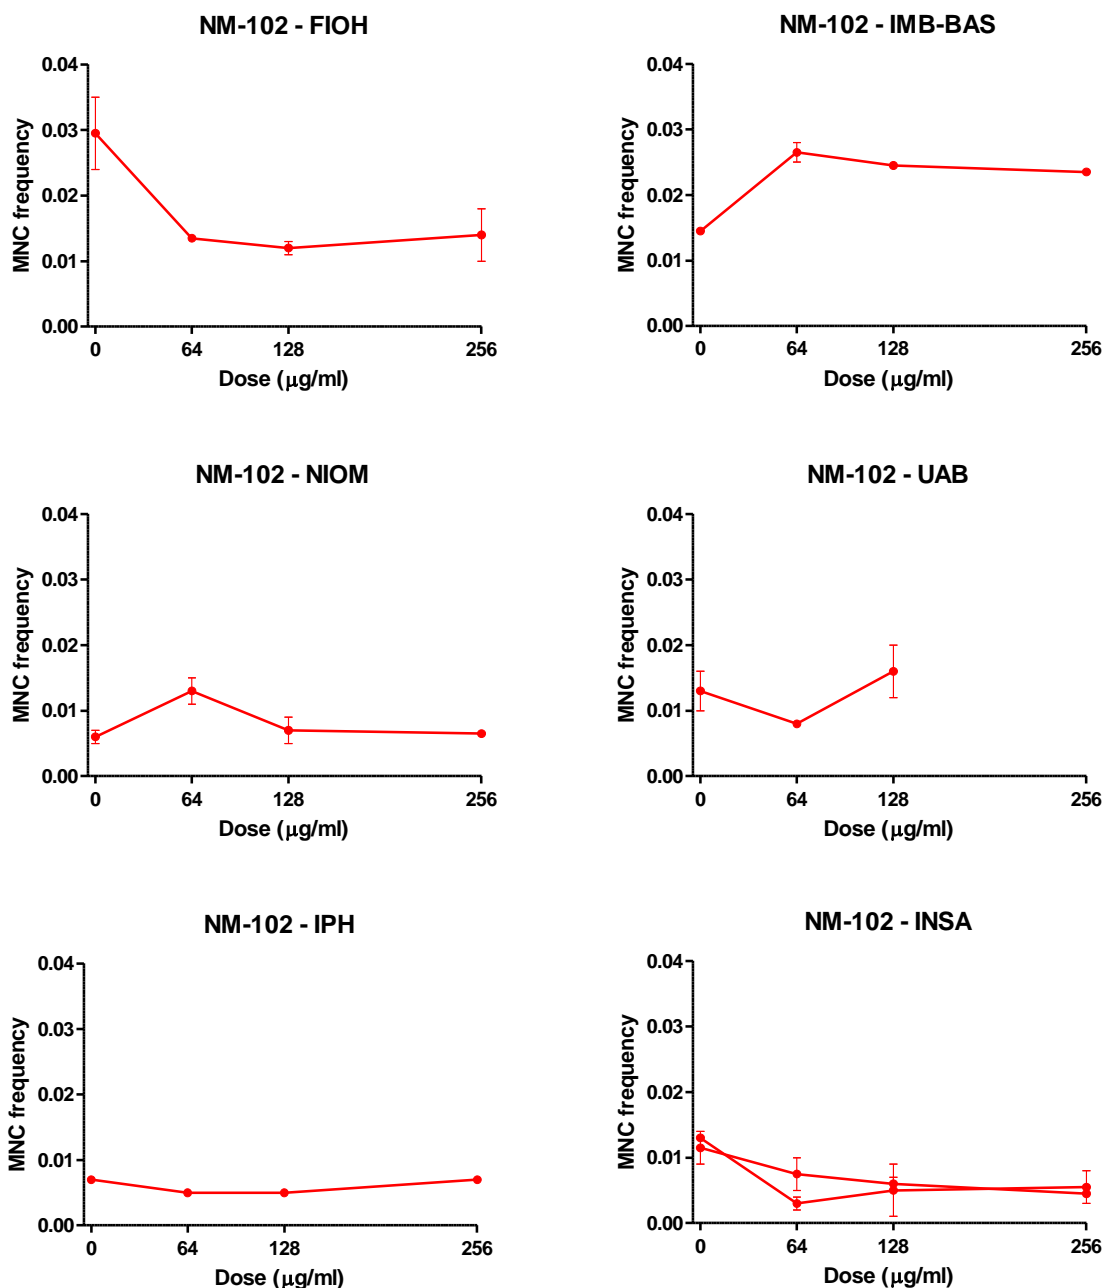 NM-102 - FIOH
MNC frequency
0.04
0.03
0.02
0.01
0.00
0 64 128 256
Dose (μg/ml)
NM-102 - IMB-BAS
MNC frequency
0.04
0.03
0.02
0.01
0.00
0 64 128 256
Dose (μg/ml)
NM-102 - NIOM
MNC frequency
0.04
0.03
0.02
0.01
0.00
0 64 128 256
Dose (μg/ml)
NM-102 - UAB
MNC frequency
0.04
0.03
0.02
0.01
0.00
0 64 128 256
Dose (μg/ml)
NM-102 - IPH
MNC frequency
0.04
0.03
0.02
0.01
0.00
0 64 128 256
Dose (μg/ml)
NM-102 - INSA
MNC frequency
0.04
0.03
0.02
0.01
0.00
0 64 128 256
Dose (μg/ml)